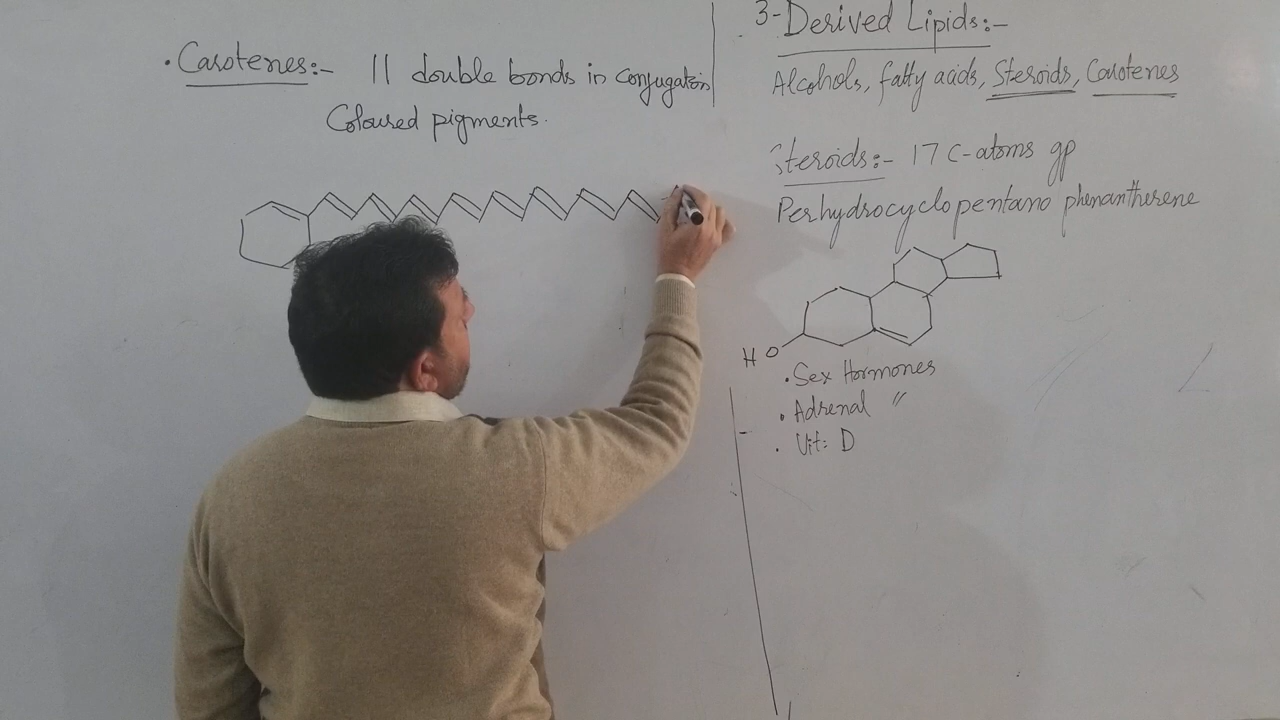 • Carotenes:- 11 double bonds in conjugation
Coloured pigments.
3- Derived Lipids:-
Alcohols, fatty acids, Steroids, Carotenes
Steroids:- 17 C-atoms gp
Perhydrocyclopentano phenantherene
HO
• Sex Hormones
• Adrenal "
• Vit: D